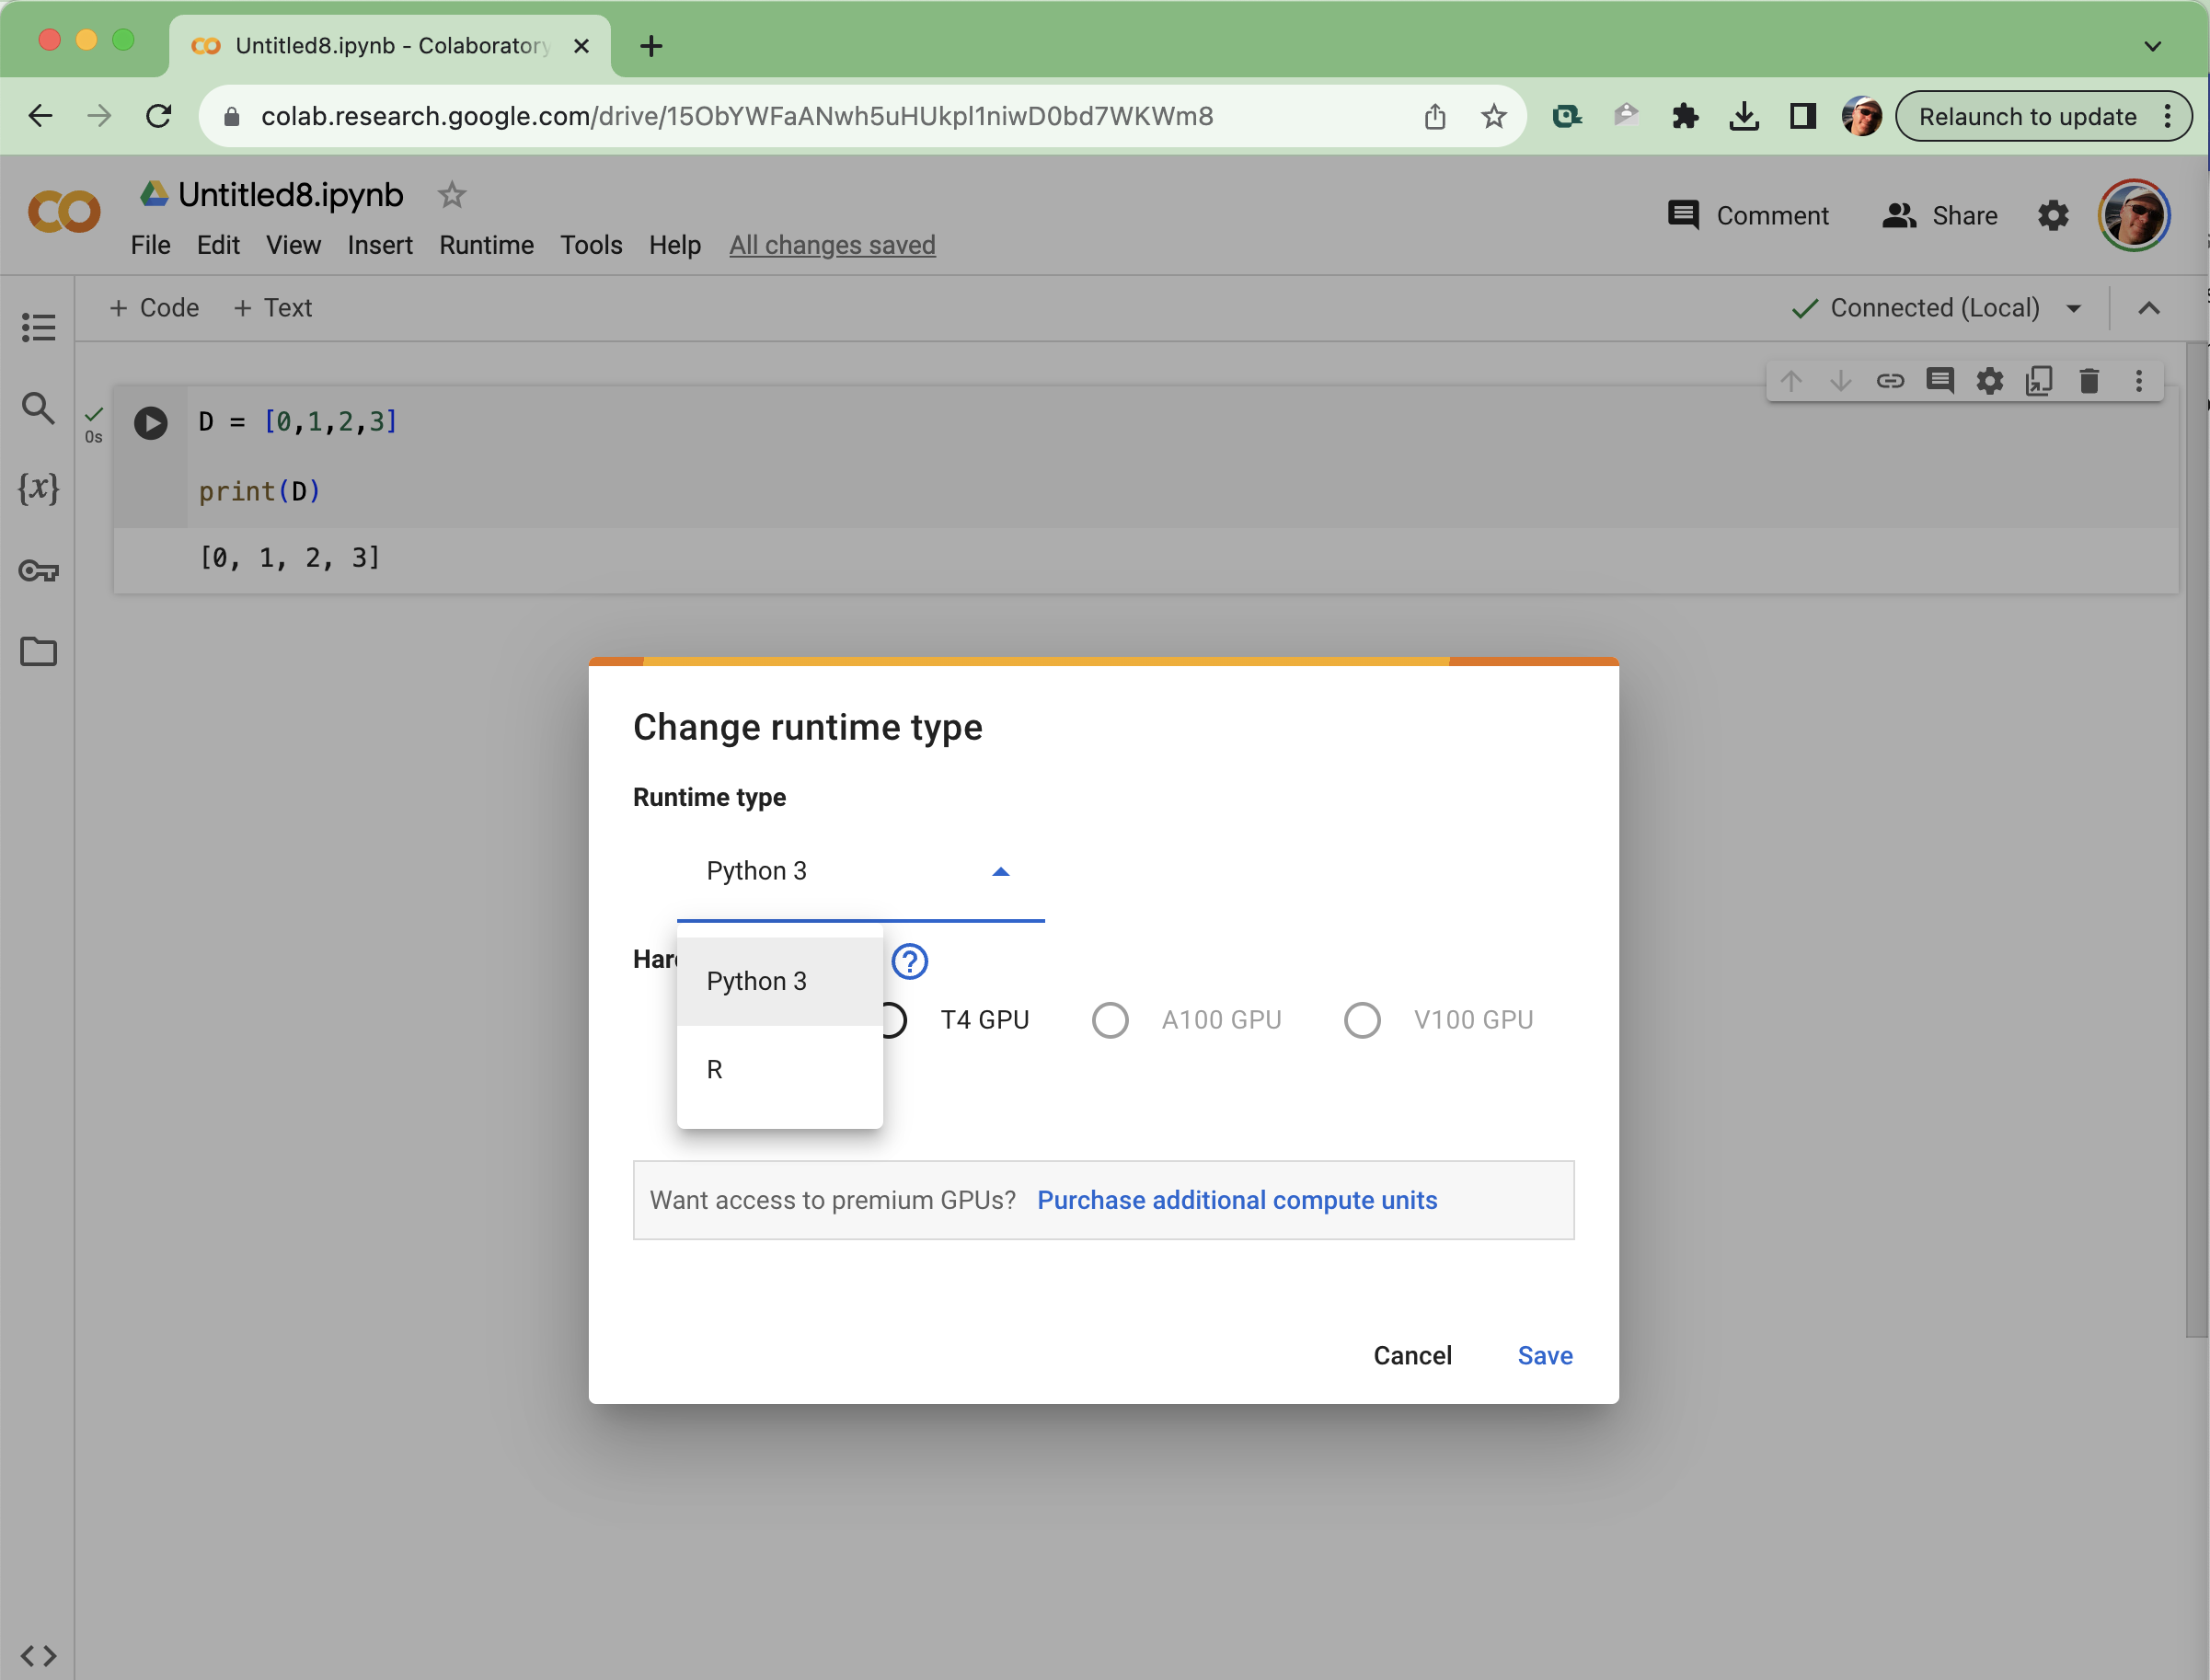 Untitled8.ipynb - Colaboratory
colab.research.google.com/drive/15ObYWFaANwh5uHUkpl1niwD0bd7WKWm8
Relaunch to update
Untitled8.ipynb
Comment
Share
File Edit View Insert Runtime Tools Help All changes saved
+ Code + Text
Connected (Local)
0s
D = [0,1,2,3]
print(D)
[0, 1, 2, 3]
{x}
Change runtime type
Runtime type
Python 3
Python 3
R
T4 GPU
A100 GPU
V100 GPU
Want access to premium GPUs? Purchase additional compute units
Cancel
Save